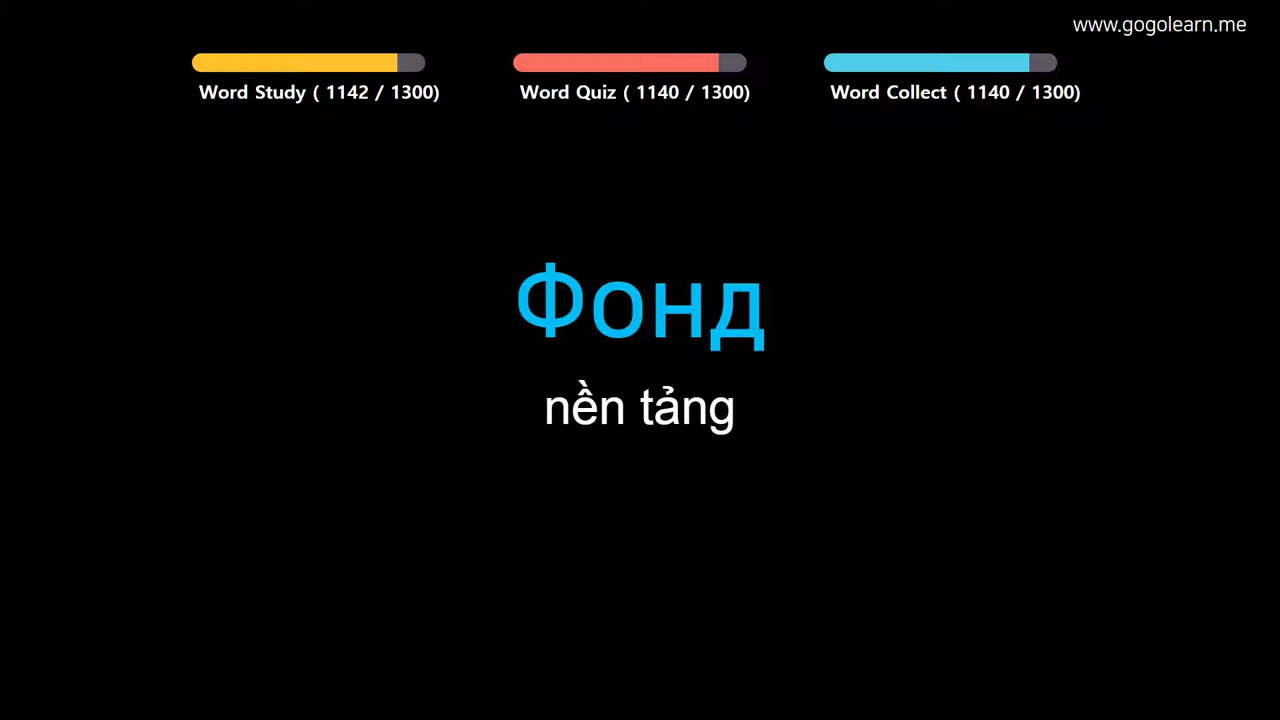 www.gogolearn.me
Word Study ( 1142 / 1300)
Word Quiz ( 1140 / 1300)
Word Collect ( 1140 / 1300)
Фонд
nền tảng